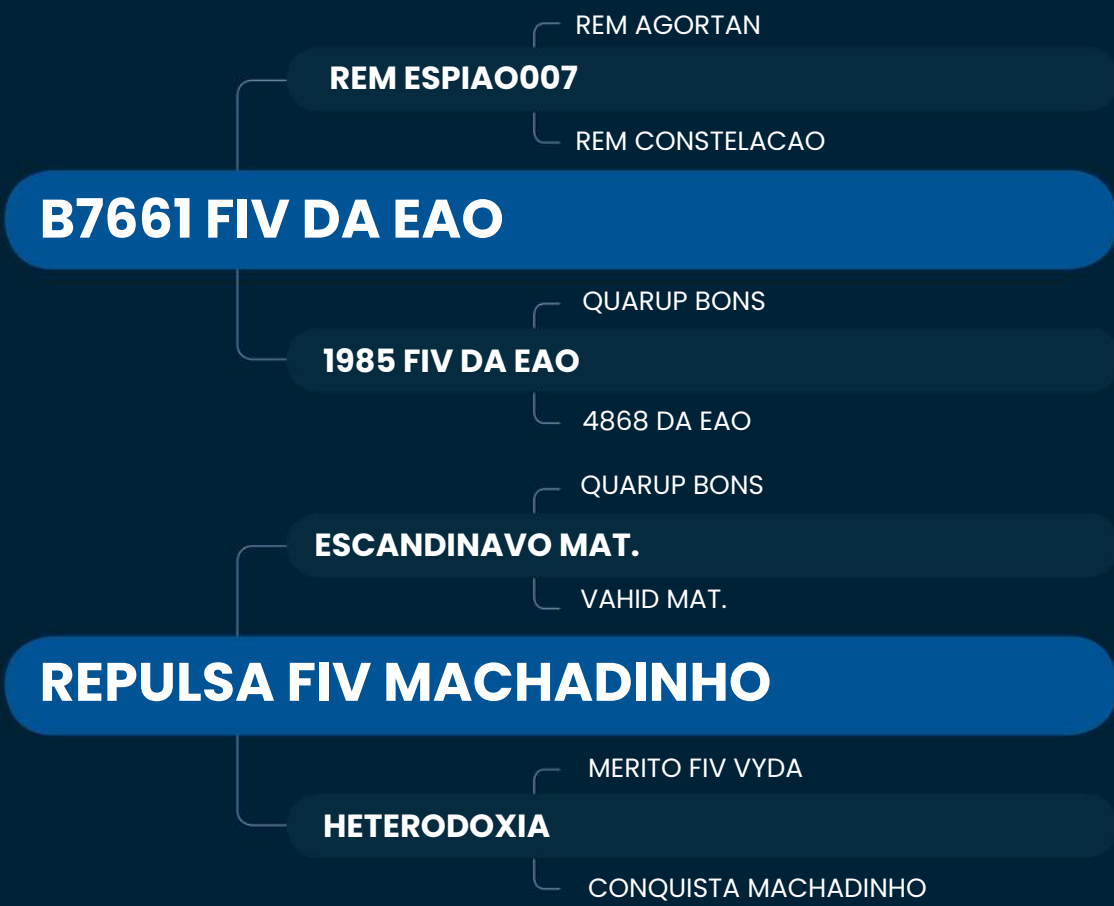 REM AGORTAN
REM ESPIAO007
REM CONSTELACAO
B7661 FIV DA EAO
QUARUP BONS
1985 FIV DA EAO
4868 DA EAO
QUARUP BONS
ESCANDINAVO MAT.
VAHID MAT.
REPULSA FIV MACHADINHO
MERITO FIV VYDA
HETERODOXIA
CONQUISTA MACHADINHO